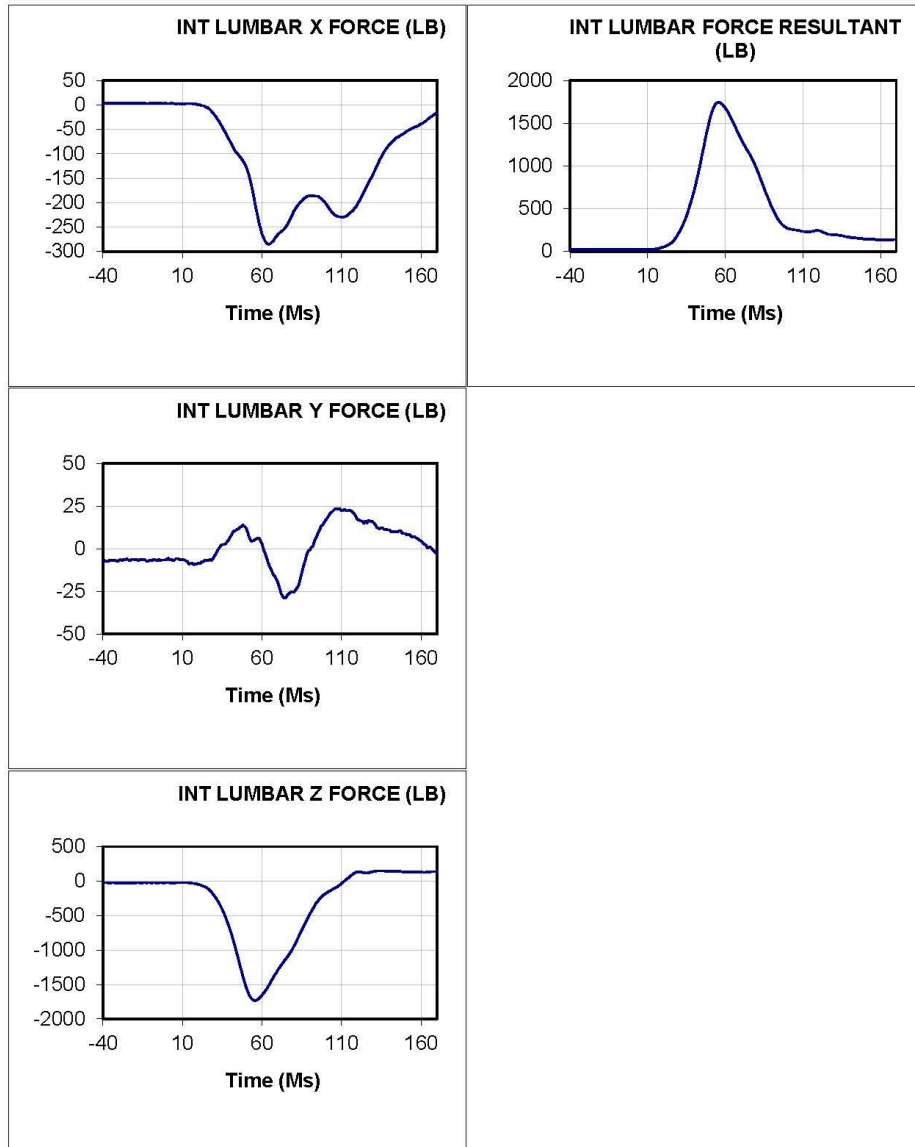 INT LUMBAR X FORCE (LB)
50
0
-50
-100
-150
-200
-250
-300
-40 10 60 110 160
Time (Ms)
INT LUMBAR FORCE RESULTANT
(LB)
2000
1500
1000
500
0
-40 10 60 110 160
Time (Ms)
INT LUMBAR Y FORCE (LB)
50
25
0
-25
-50
-40 10 60 110 160
Time (Ms)
INT LUMBAR Z FORCE (LB)
500
0
-500
-1000
-1500
-2000
-40 10 60 110 160
Time (Ms)